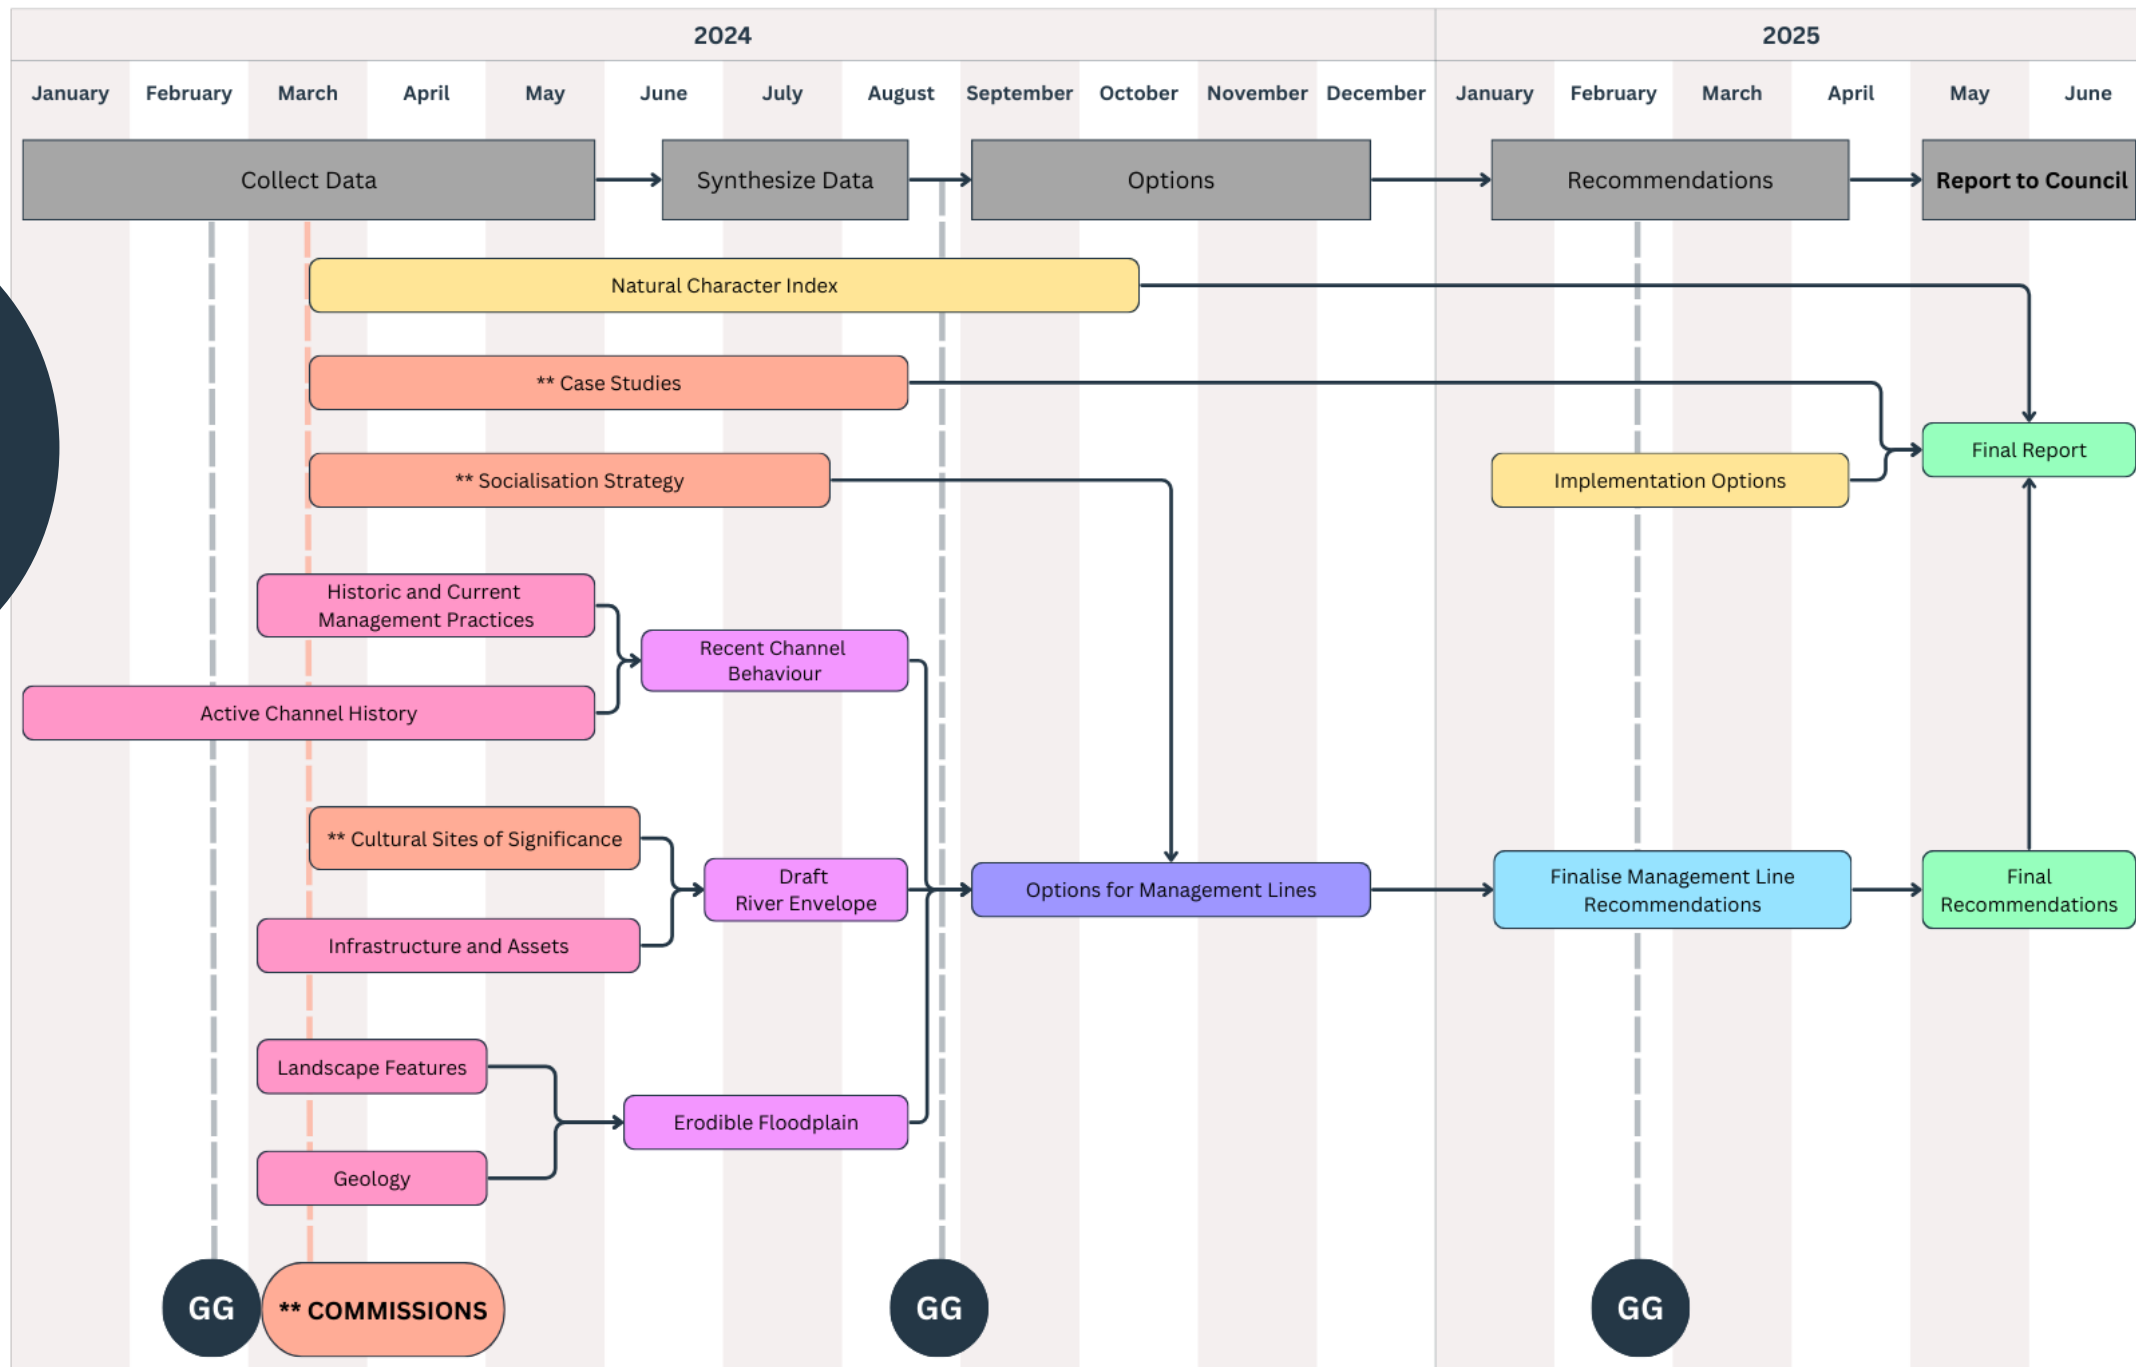 2024
2025
January
February
March
April
May
June
July
August
September
October
November
December
January
February
March
April
May
June
Collect Data
Synthesize Data
Options
Recommendations
Report to Council
Natural Character Index
** Case Studies
Final Report
** Socialisation Strategy
Implementation Options
Historic and Current
Management Practices
Recent Channel
Behaviour
Active Channel History
** Cultural Sites of Significance
Draft
River Envelope
Options for Management Lines
Finalise Management Line
Recommendations
Final
Recommendations
Infrastructure and Assets
Landscape Features
Erodible Floodplain
Geology
GG
** COMMISSIONS
GG
GG